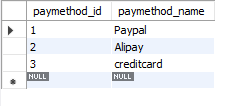 paymethod_id paymethod_name
1 Paypal
2 Alipay
3 creditcard
NULL NULL